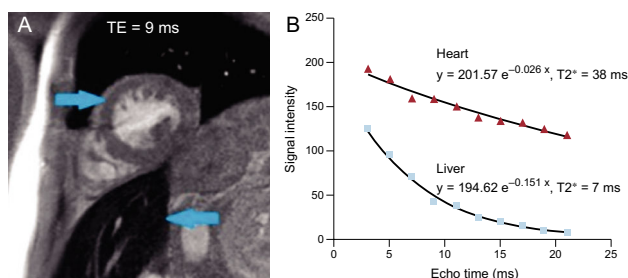 A
TE = 9 ms
B
Signal intensity
250
200
150
100
50
0
Heart
y = 201.57 e–0.026 x, T2* = 38 ms
Liver
y = 194.62 e–0.151 x, T2* = 7 ms
0 5 10 15 20 25
Echo time (ms)